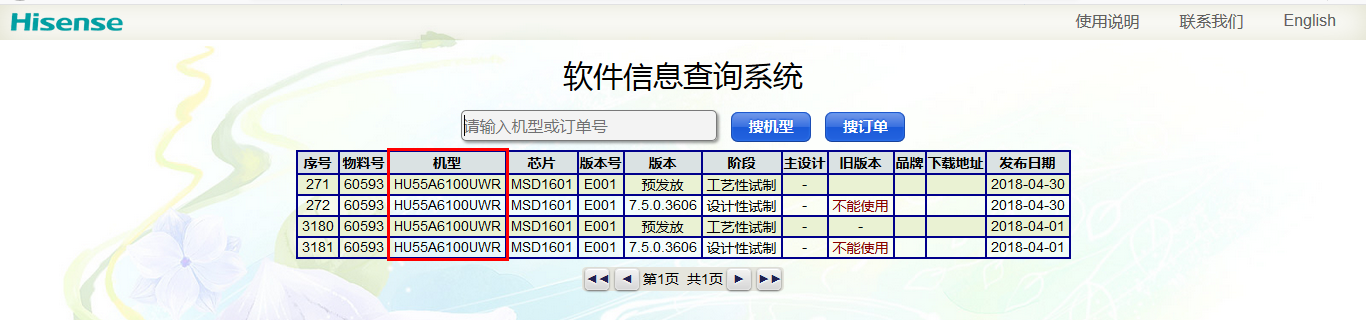 Hisense 使用说明 联系我们 English
软件信息查询系统
请输入机型或订单号 搜机型 搜订单
序号 物料号 机型 芯片 版本号 版本 阶段 主设计 旧版本 品牌 下载地址 发布日期
271 60593 HU55A6100UWR MSD1601 E001 预发放 工艺性试制 - 2018-04-30
272 60593 HU55A6100UWR MSD1601 E001 7.5.0.3606 设计性试制 - 不能使用 2018-04-30
3180 60593 HU55A6100UWR MSD1601 E001 预发放 工艺性试制 - - 2018-04-01
3181 60593 HU55A6100UWR MSD1601 E001 7.5.0.3606 设计性试制 - 不能使用 2018-04-01
第1页 共1页